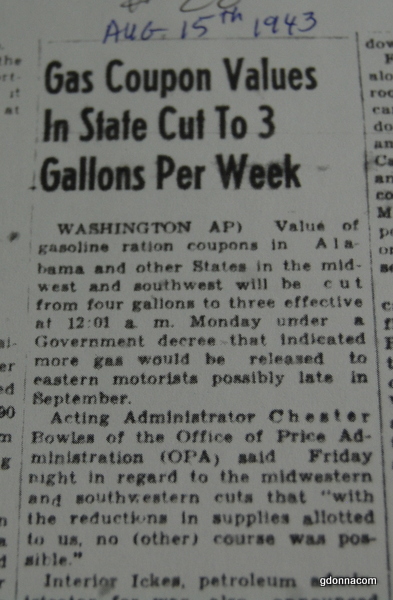 AUG. 15th 1943
Gas Coupon Values
In State Cut To 3
Gallons Per Week
WASHINGTON AP) Value of
gasoline ration coupons in Ala-
bama and other States in the mid-
west and southwest will be cut
from four gallons to three effective
at 12:01 a. m. Monday under a
Government decree that indicated
more gas would be released to
eastern motorists possibly late in
September.
Acting Administrator Chester
Bowles of the Office of Price Ad-
ministration (OPA) said Friday
night in regard to the midwestern
and southwestern cuts that "with
the reductions in supplies allotted
to us, no (other) course was pos-
sible."
Interior Ickes, petroleum
gdonnacom